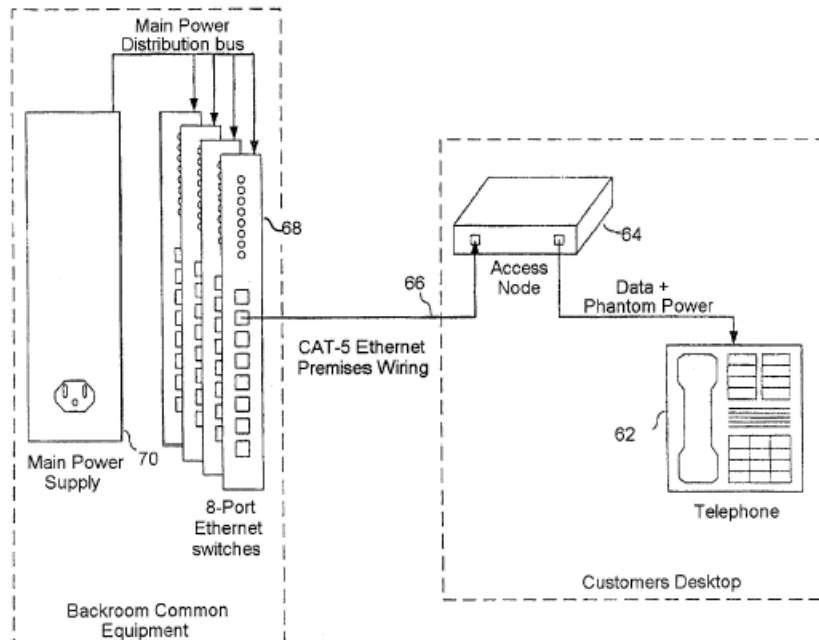 Main Power
Distribution bus
68
64
Access
Node
66
Data +
Phantom Power
CAT-5 Ethernet
Premises Wiring
62
70
Main Power
Supply
8-Port
Ethernet
switches
Telephone
Customers Desktop
Backroom Common
Equipment